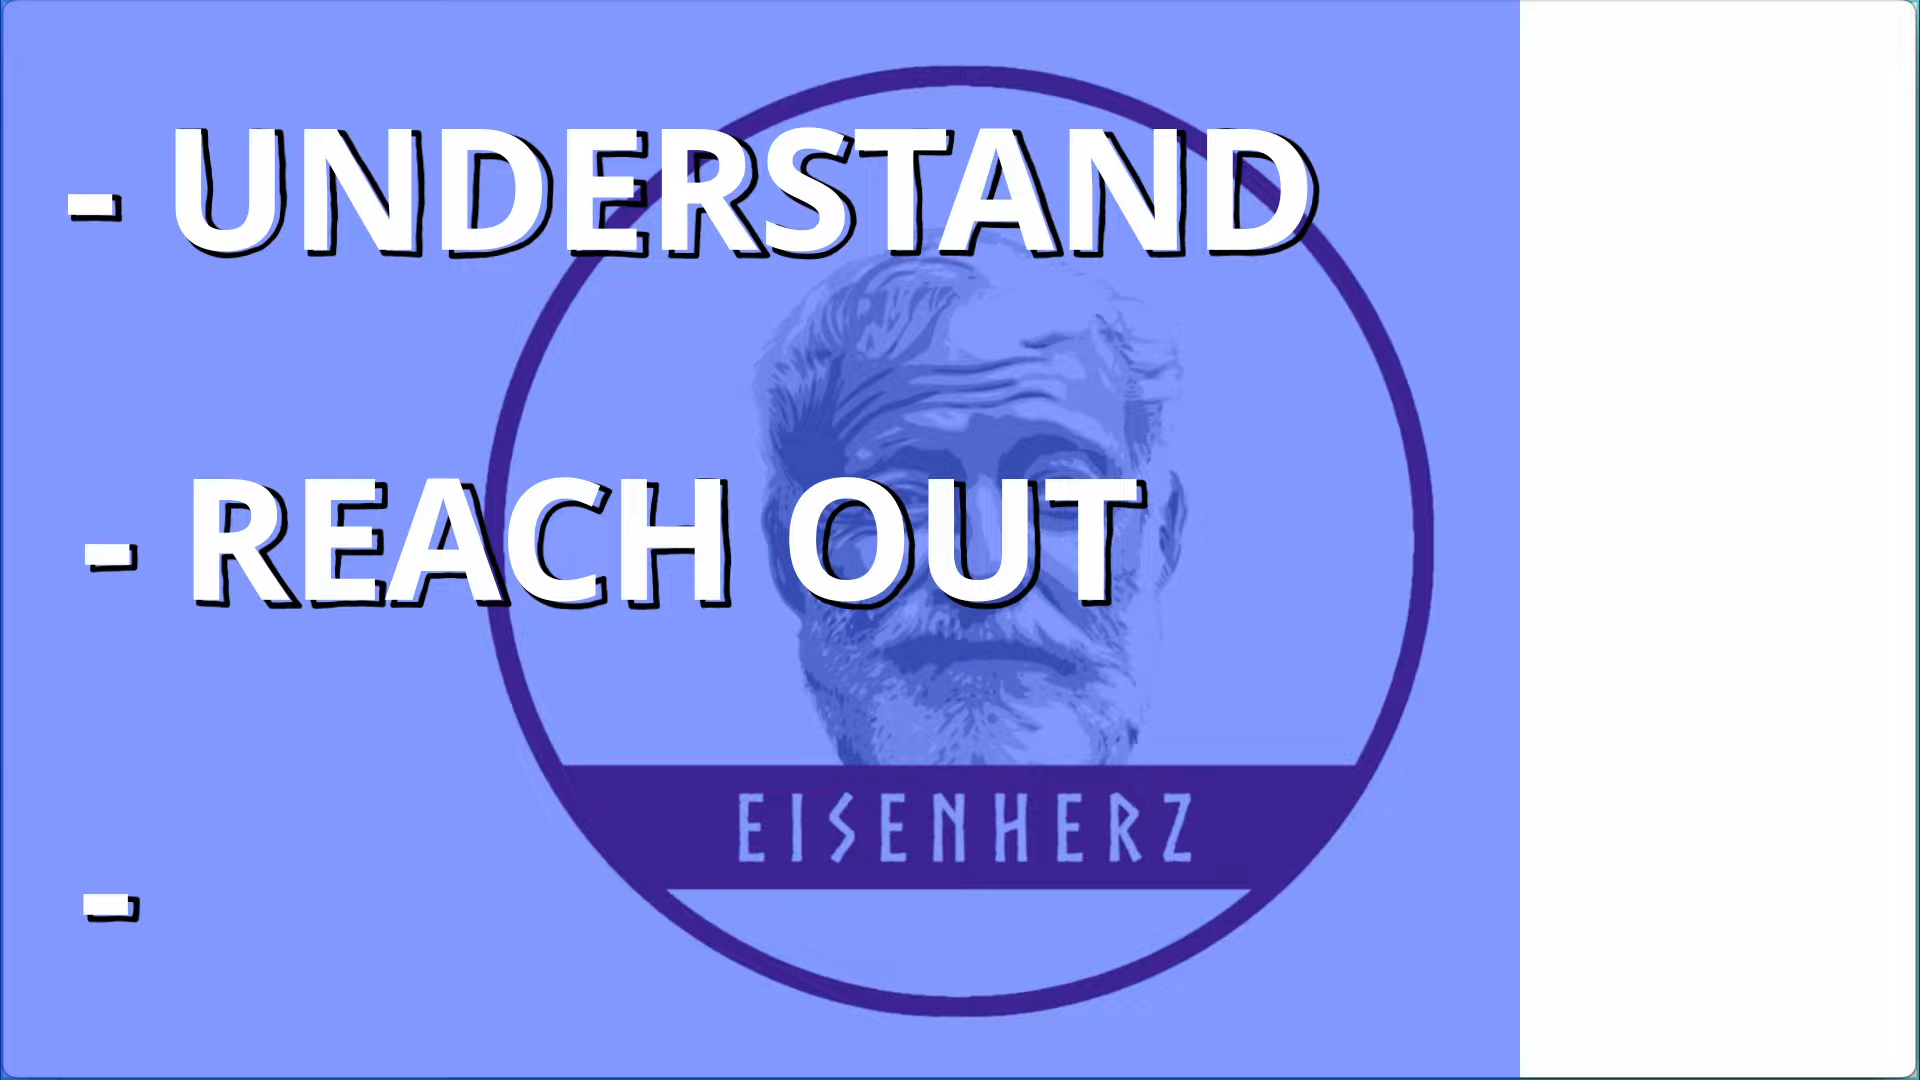 - UNDERSTAND
- REACH OUT
EISENHERZ
-